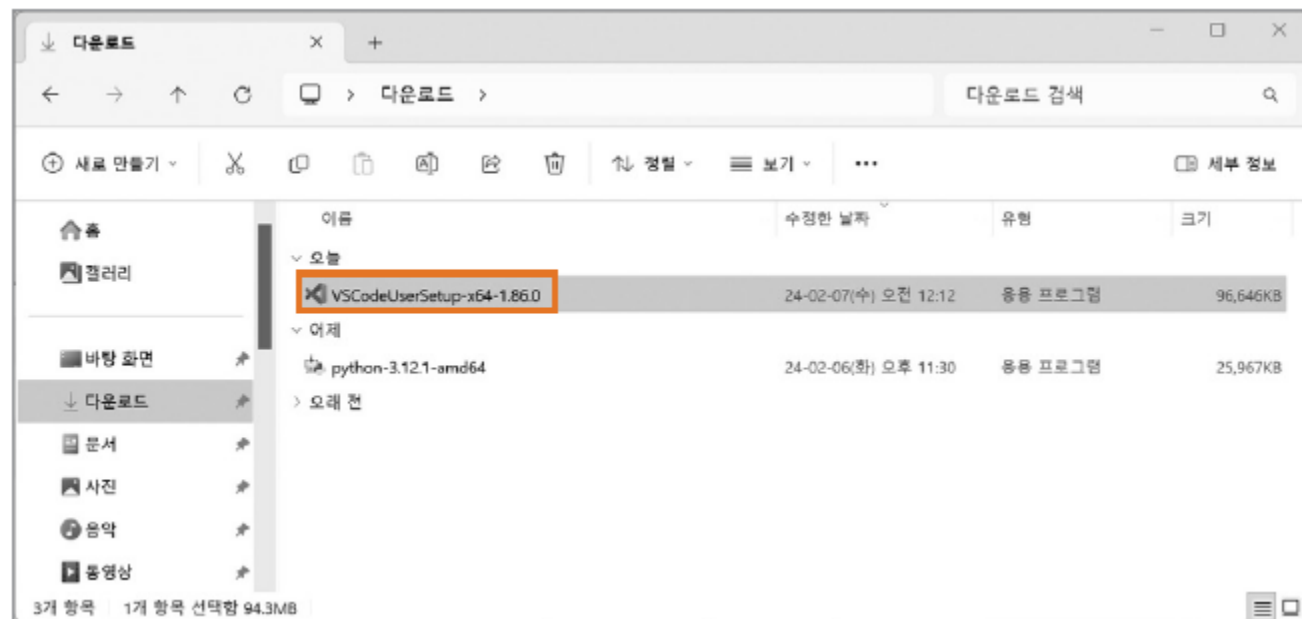 다운로드
다운로드
다운로드 검색
새로 만들기
정렬
보기
세부 정보
홈
갤러리
바탕 화면
다운로드
문서
사진
음악
동영상
이름 수정한 날짜 유형 크기
오늘
VSCodeUserSetup-x64-1.86.0 24-02-07(수) 오전 12:12 응용 프로그램 96,646KB
어제
python-3.12.1-amd64 24-02-06(화) 오후 11:30 응용 프로그램 25,967KB
오래 전
3개 항목 1개 항목 선택함 94.3MB